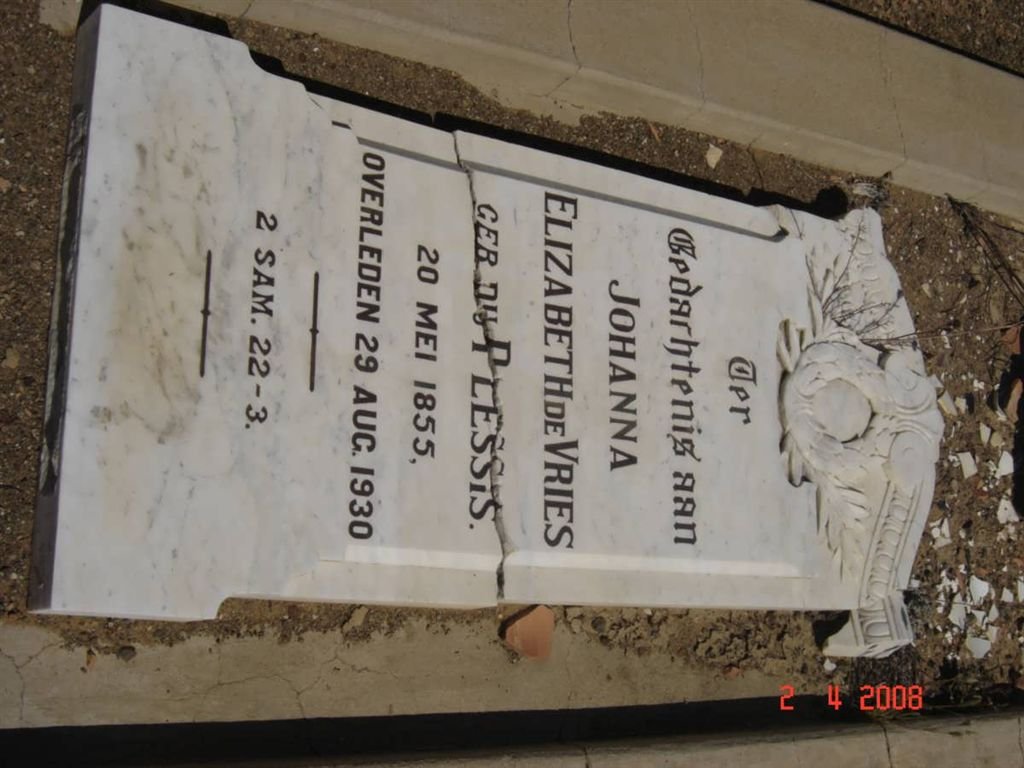 Ter
Gedachtenis aan
JOHANNA
ELIZABETH DE VRIES
GEB. DU PLESSIS.
20 MEI 1855,
OVERLEDEN 29 AUG. 1930
2 SAM. 22-3.
2 4 2008